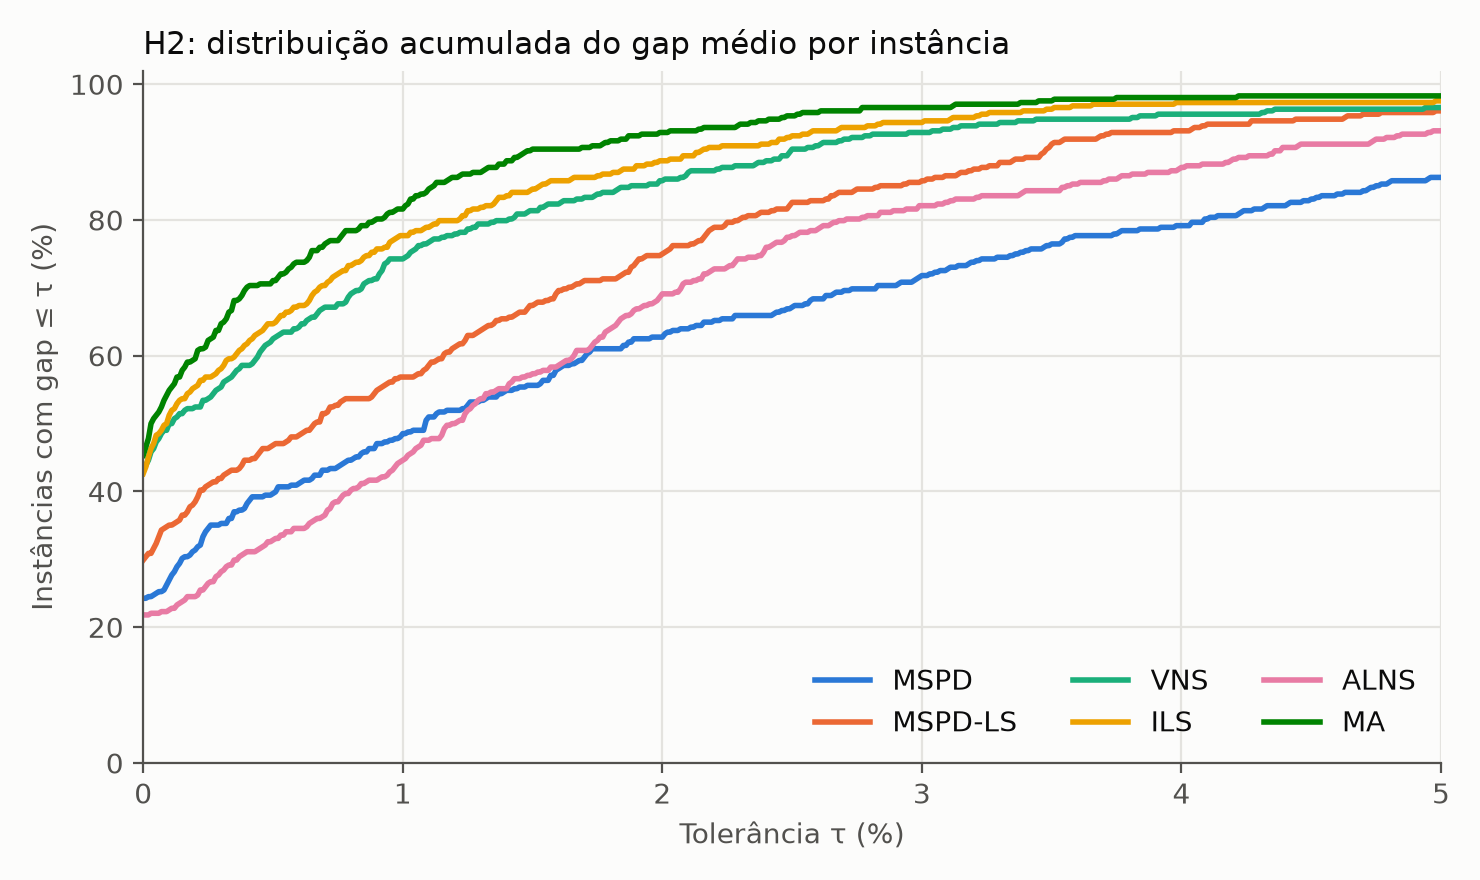 H2: distribuição acumulada do gap médio por instância
Instâncias com gap ≤ τ (%)
100
80
60
40
20
0
0 1 2 3 4 5
Tolerância τ (%)
MSPD VNS ALNS
MSPD-LS ILS MA